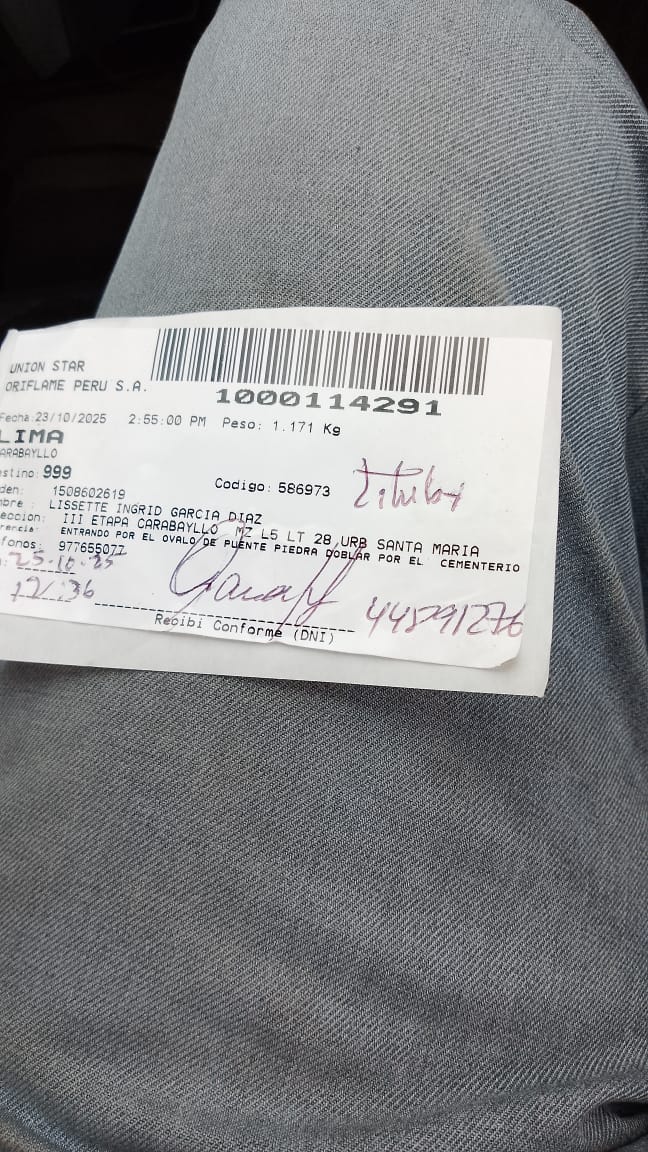 UNION STAR
ORIFLAME PERU S.A.
1000114291
Fecha:23/10/2025 2:55:00 PM Peso: 1.171 Kg
LIMA
ARABAYLLO
estino: 999
den: 1508602619 Codigo: 586973 Titular
mbre : LISSETTE INGRID GARCIA DIAZ
eccion: III ETAPA CARABAYLLO MZ L5 LT 28 URB SANTA MARIA
rencia: ENTRANDO POR EL OVALO DE PUENTE PIEDRA DOBLAR POR EL CEMENTERIO
fonos: 977655077
25-10-25
12:36
44891276
Recibi Conforme (DNI)